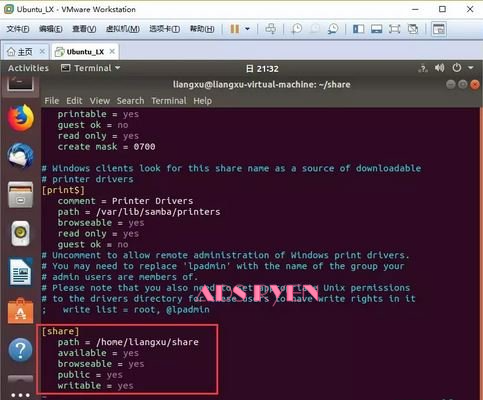 Ubuntu_LX - VMware Workstation
文件(F) 编辑(E) 查看(V) 虚拟机(M) 选项卡(T) 帮助(H)
主页 Ubuntu_LX
Activities Terminal 日 21:32
liangxu@liangxu-virtual-machine: ~/share
File Edit View Search Terminal Help
printable = yes
guest ok = no
read only = yes
create mask = 0700
# Windows clients look for this share name as a source of downloadable
# printer drivers
[print$]
comment = Printer Drivers
path = /var/lib/samba/printers
browseable = yes
read only = yes
guest ok = no
# Uncomment to allow remote administration of Windows print drivers.
# You may need to replace 'lpadmin' with the name of the group your
# admin users are members of.
# Please note that you also need to set appropriate Unix permissions
# to the drivers directory for these users to have write rights in it
; write list = root, @lpadmin
[share]
path = /home/liangxu/share
available = yes
browseable = yes
public = yes
writable = yes